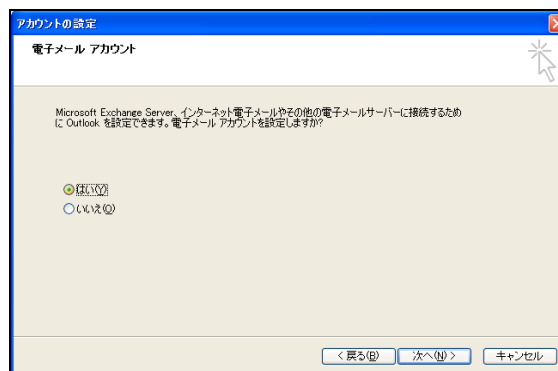 アカウントの設定
電子メール アカウント
Microsoft Exchange Server、インターネット電子メールやその他の電子メールサーバーに接続するため
に Outlook を設定できます。電子メール アカウントを設定しますか?
はい(Y)
いいえ(O)
< 戻る(B)
次へ(N) >
キャンセル